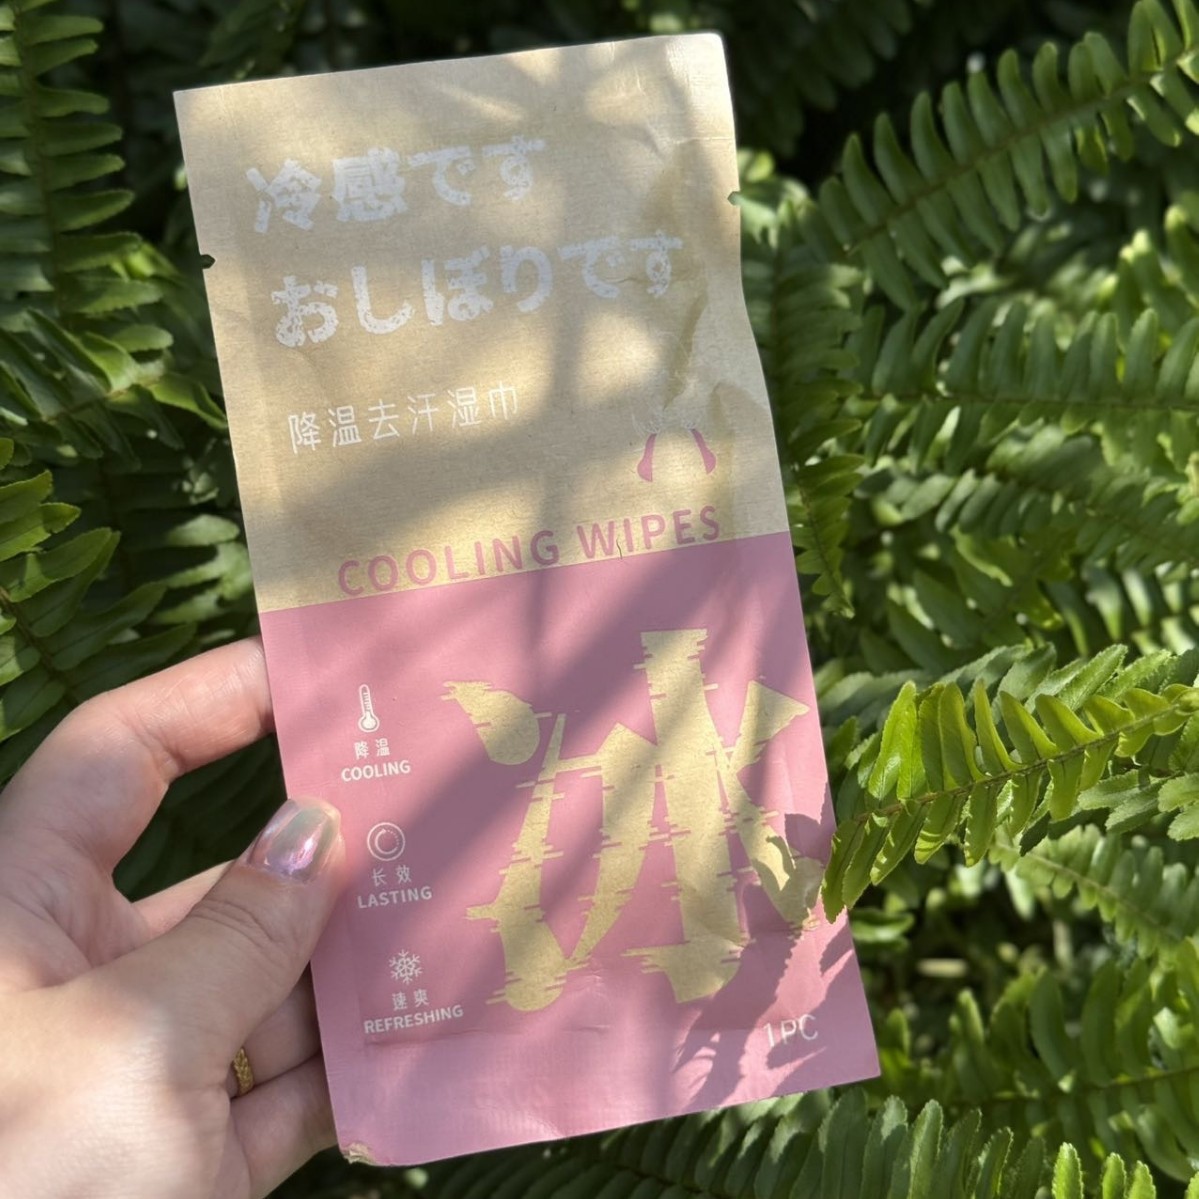 冷感です
おしぼりです
降温去汗湿巾
COOLING WIPES
冰
降温
COOLING
长效
LASTING
速爽
REFRESHING
1PC